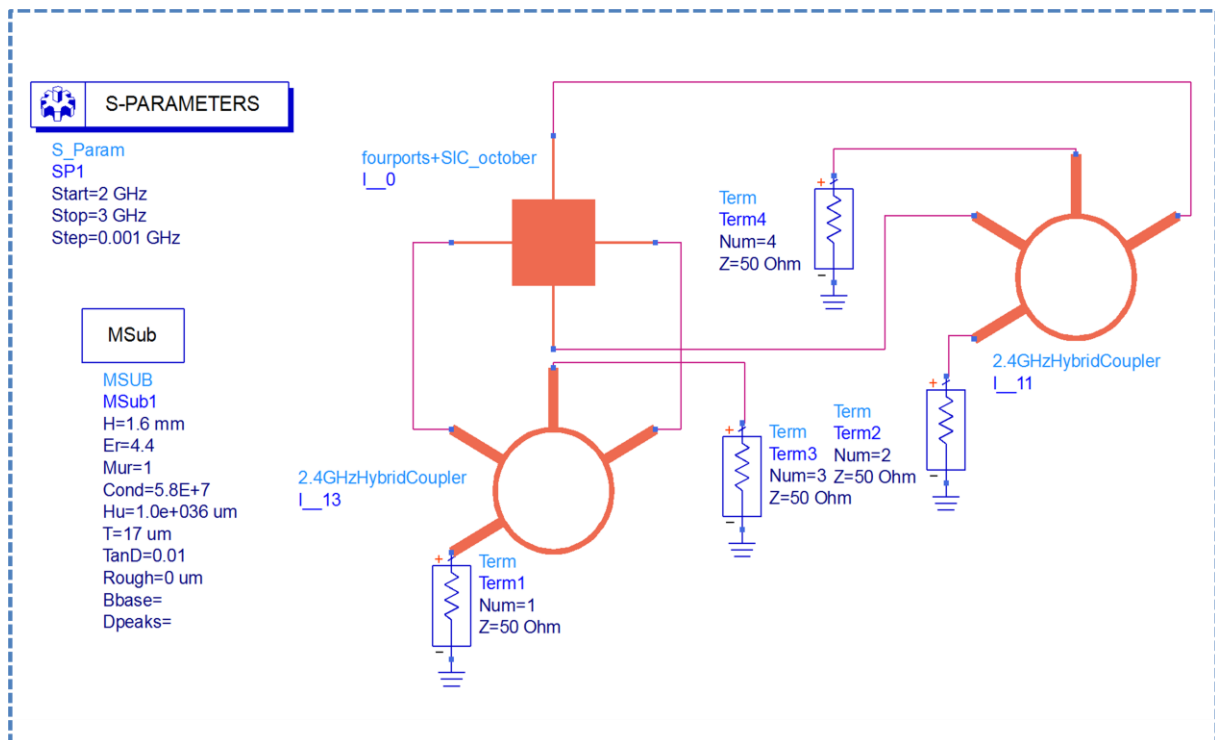 S-PARAMETERS
S_Param
SP1
Start=2 GHz
Stop=3 GHz
Step=0.001 GHz
fourports+SIC_october
I__0
Term
Term4
Num=4
Z=50 Ohm
+
-
2.4GHzHybridCoupler
I__11
MSub
MSUB
MSub1
H=1.6 mm
Er=4.4
Mur=1
Cond=5.8E+7
Hu=1.0e+036 um
T=17 um
TanD=0.01
Rough=0 um
Bbase=
Dpeaks=
2.4GHzHybridCoupler
I__13
+
-
Term
Term3
Num=3
Z=50 Ohm
Term
Term2
Num=2
Z=50 Ohm
+
-
+
-
Term
Term1
Num=1
Z=50 Ohm